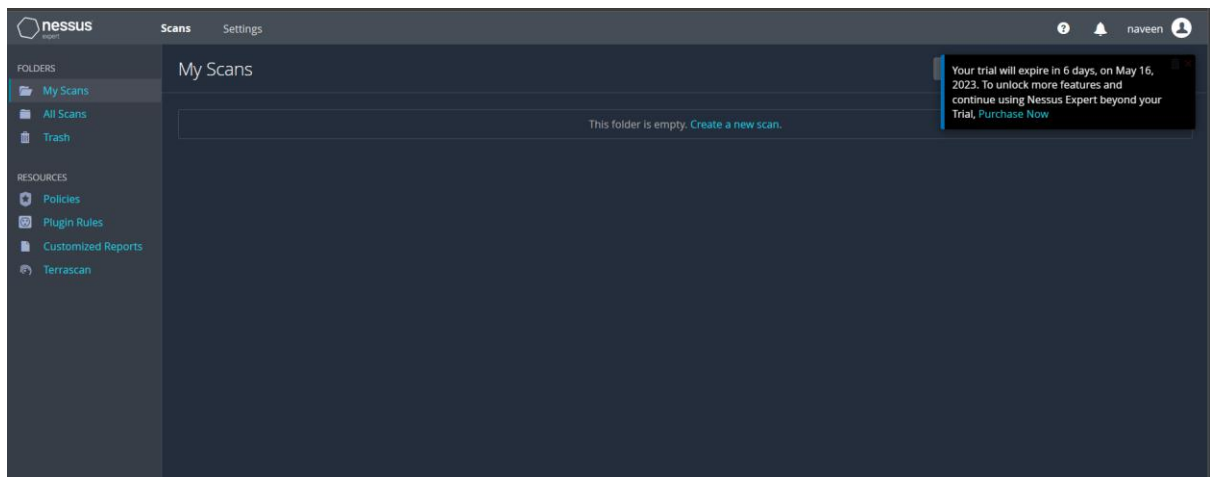 nessus
expert
Scans
Settings
naveen
FOLDERS
My Scans
All Scans
Trash
RESOURCES
Policies
Plugin Rules
Customized Reports
Terrascan
My Scans
Your trial will expire in 6 days, on May 16,
2023. To unlock more features and
continue using Nessus Expert beyond your
Trial, Purchase Now
This folder is empty. Create a new scan.